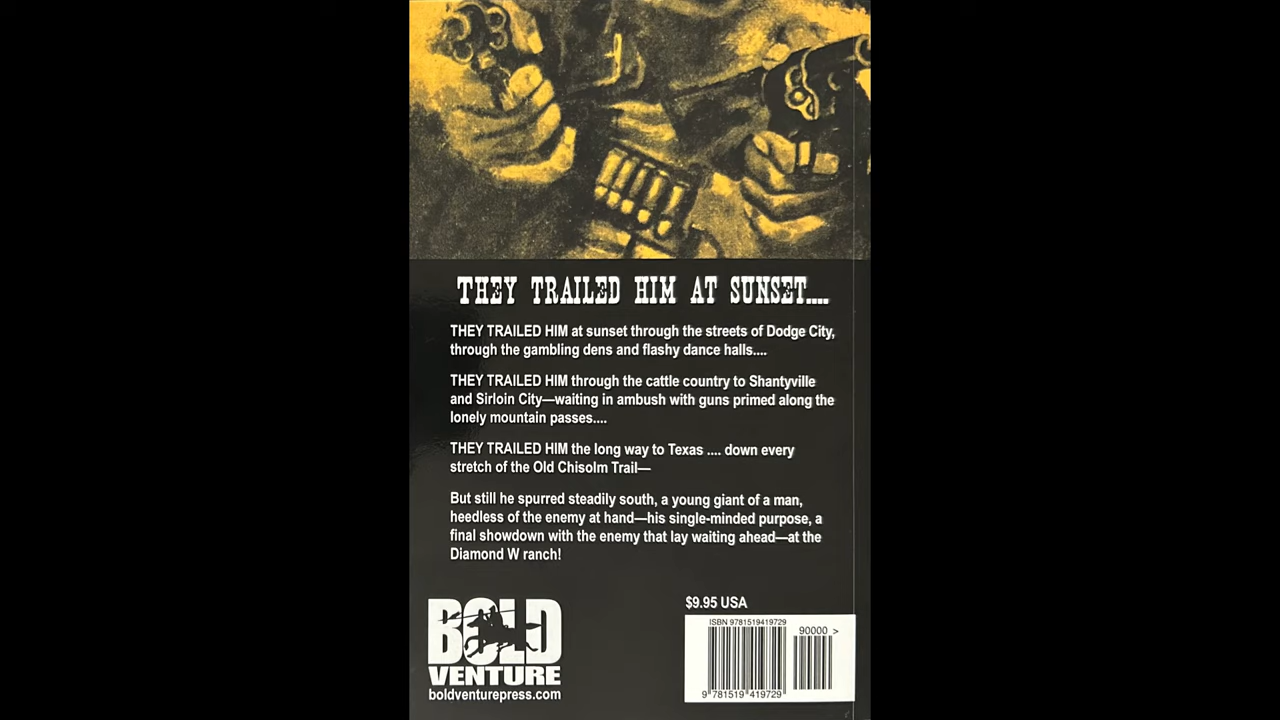 THEY TRAILED HIM AT SUNSET....
THEY TRAILED HIM at sunset through the streets of Dodge City,
through the gambling dens and flashy dance halls....
THEY TRAILED HIM through the cattle country to Shantyville
and Sirloin City—waiting in ambush with guns primed along the
lonely mountain passes....
THEY TRAILED HIM the long way to Texas .... down every
stretch of the Old Chisolm Trail—
But still he spurred steadily south, a young giant of a man,
heedless of the enemy at hand—his single-minded purpose, a
final showdown with the enemy that lay waiting ahead—at the
Diamond W ranch!
BOLD
VENTURE
boldventurepress.com
$9.95 USA
ISBN 9781519419729
90000 >
9 781519 419729